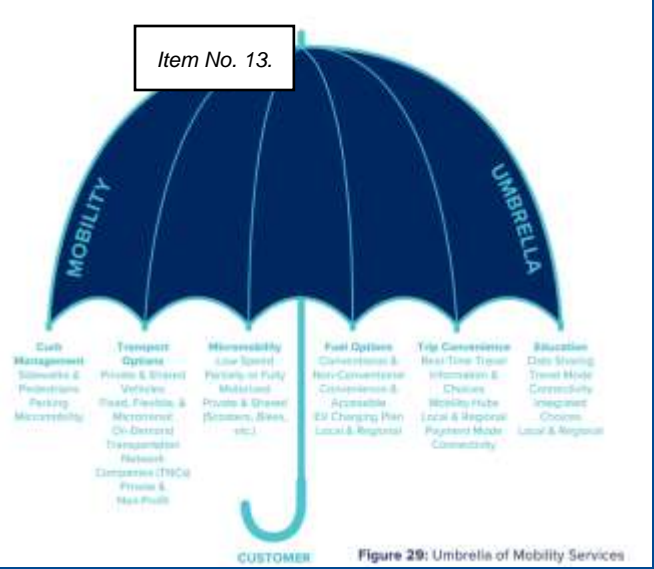 Item No. 13.
MOBILITY
UMBRELLA
Curb
Management
Sidewalks &
Pedestrians
Parking
Micromobility
Transport
Options
Private & Shared
Vehicles
Fixed, Flexible, &
Microtransit
On-Demand
Transportation
Network
Companies (TNCs)
Private &
Non-Profit
Micromobility
Low Speed
Partially or Fully
Motorized
Private & Shared
(Scooters, Bikes,
etc.)
Fuel Options
Conventional &
Non-Conventional
Convenience &
Accessible
EV Charging Plan
Local & Regional
Trip Convenience
Real-Time Travel
Information &
Choices
Mobility Hubs
Local & Regional
Payment Mode
Connectivity
Education
Data Sharing
Travel Mode
Connectivity
Integrated
Choices
Local & Regional
CUSTOMER
Figure 29: Umbrella of Mobility Services